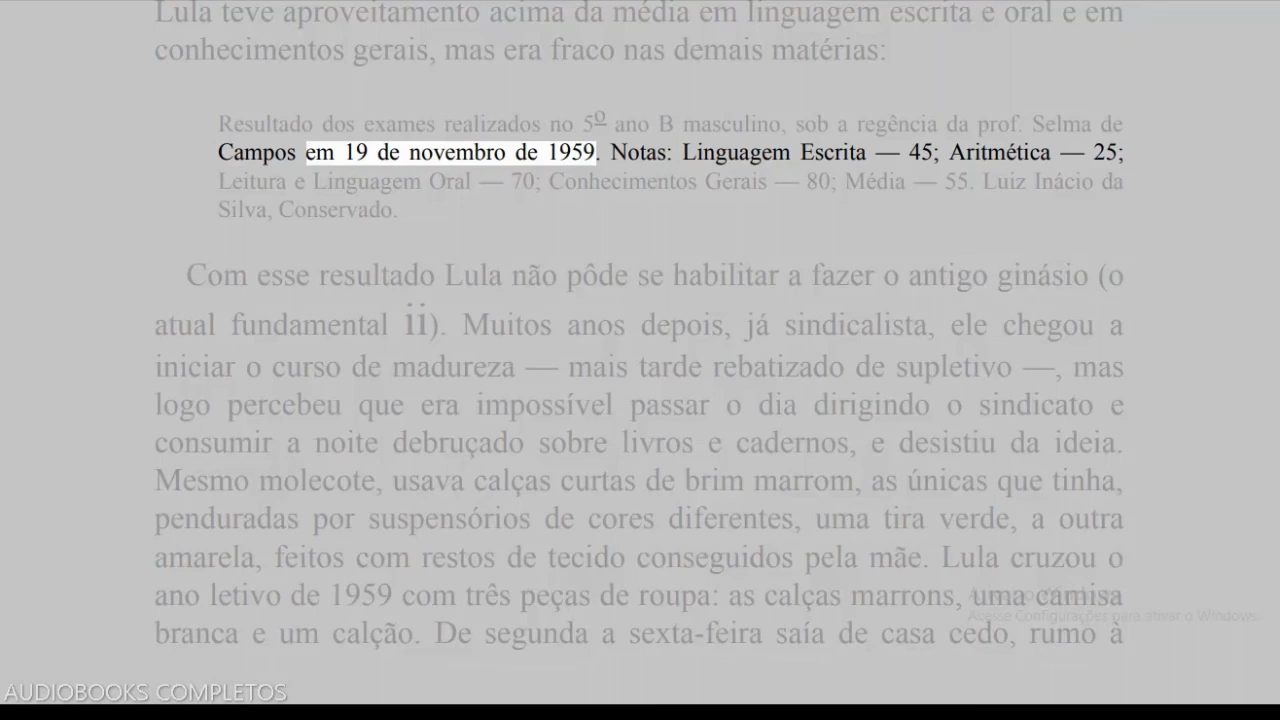 Lula teve aproveitamento acima da média em linguagem escrita e oral e em
conhecimentos gerais, mas era fraco nas demais matérias:
Resultado dos exames realizados no 5º ano B masculino, sob a regência da prof. Selma de
Campos em 19 de novembro de 1959. Notas: Linguagem Escrita — 45; Aritmética — 25;
Leitura e Linguagem Oral — 70; Conhecimentos Gerais — 80; Média — 55. Luiz Inácio da
Silva, Conservado.
Com esse resultado Lula não pôde se habilitar a fazer o antigo ginásio (o
atual fundamental ii). Muitos anos depois, já sindicalista, ele chegou a
iniciar o curso de madureza — mais tarde rebatizado de supletivo —, mas
logo percebeu que era impossível passar o dia dirigindo o sindicato e
consumir a noite debruçado sobre livros e cadernos, e desistiu da ideia.
Mesmo molecote, usava calças curtas de brim marrom, as únicas que tinha,
penduradas por suspensórios de cores diferentes, uma tira verde, a outra
amarela, feitos com restos de tecido conseguidos pela mãe. Lula cruzou o
ano letivo de 1959 com três peças de roupa: as calças marrons, uma camisa
branca e um calção. De segunda a sexta-feira saía de casa cedo, rumo à
Acesse Configurações para ativar o Windows.
AUDIOBOOKS COMPLETOS